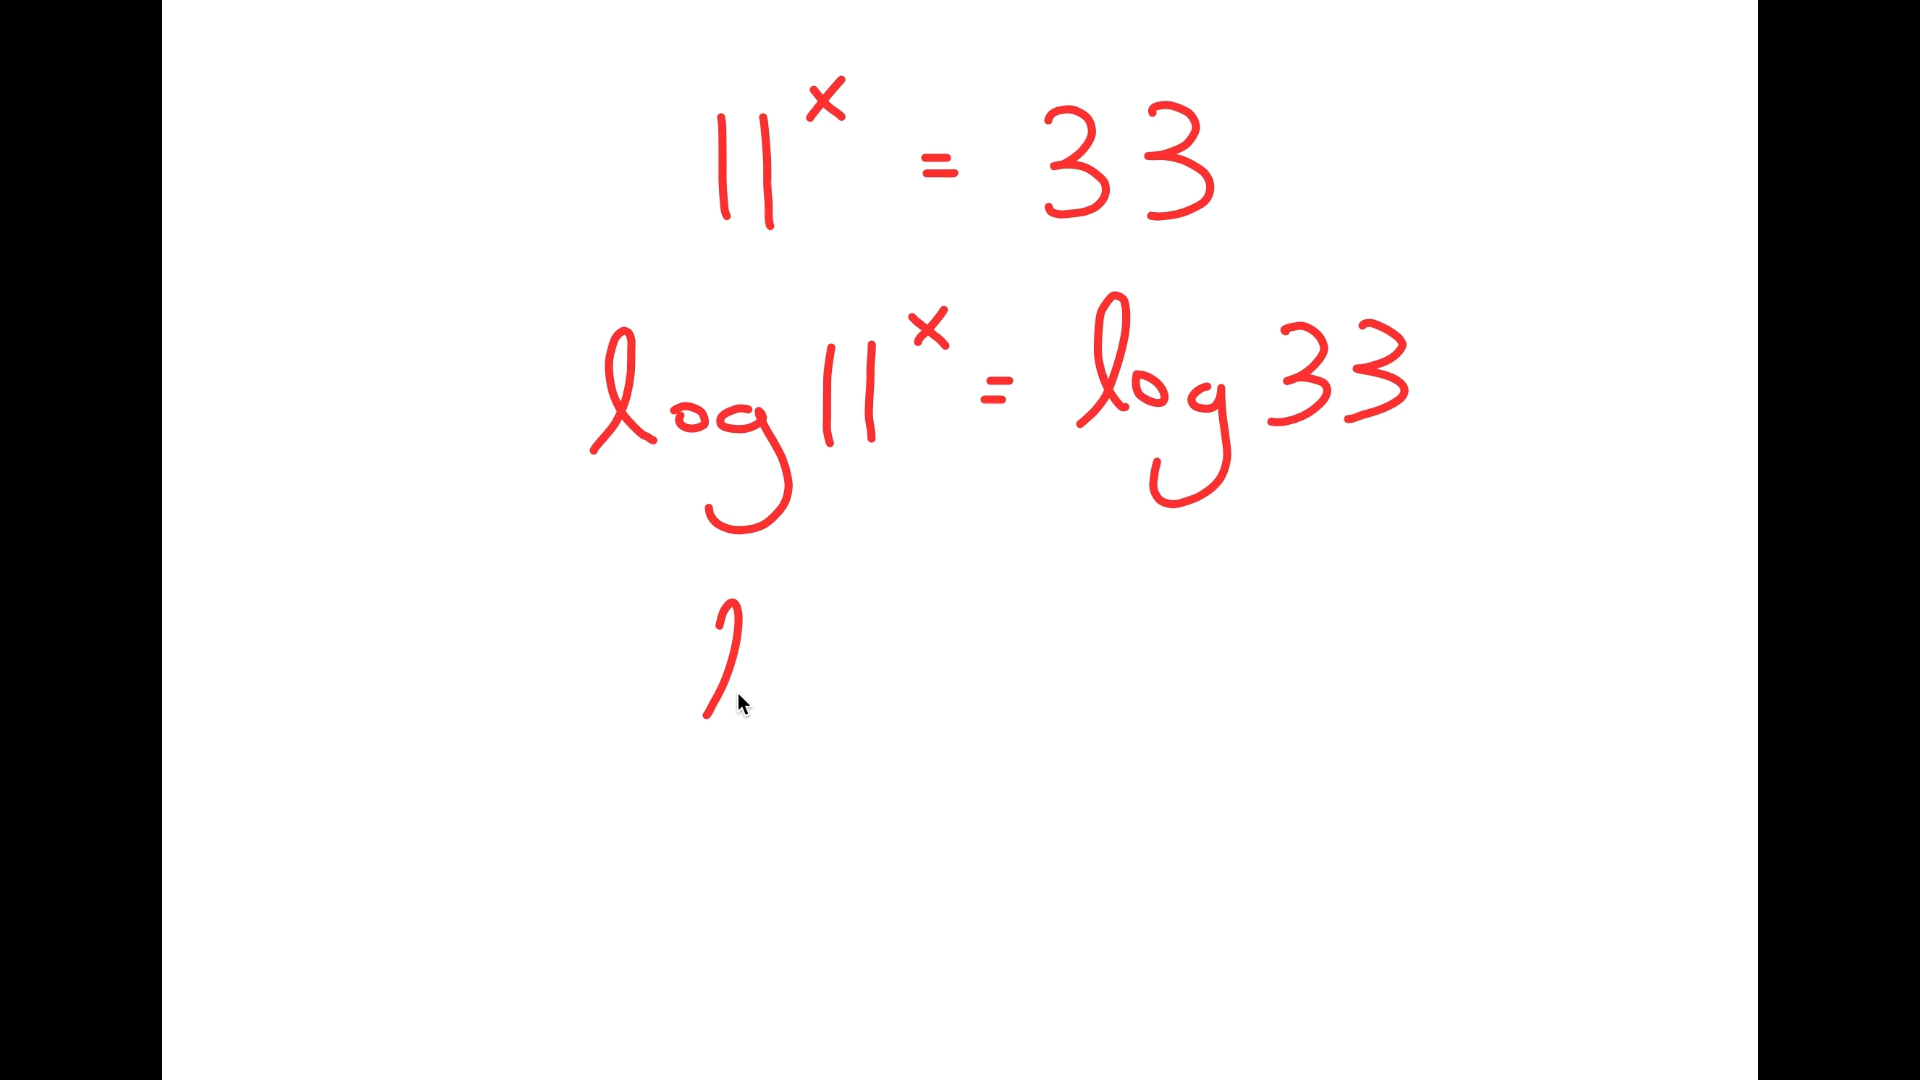 11^x = 33
log 11^x = log 33